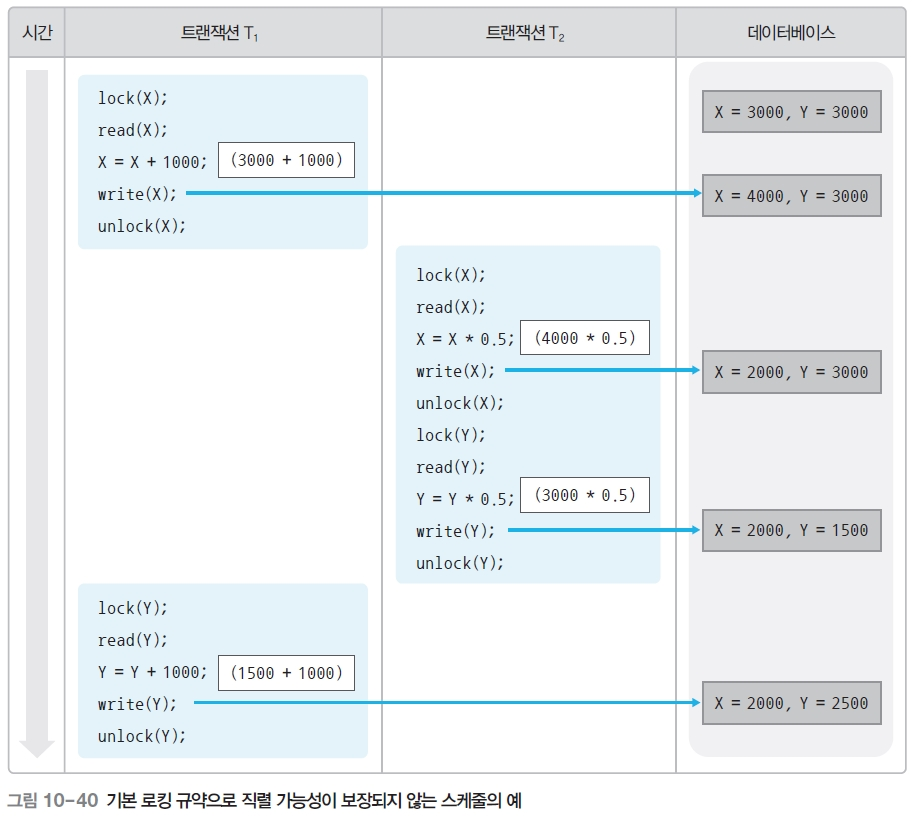 시간 트랜잭션 T₁ 트랜잭션 T₂ 데이터베이스
lock(X);
read(X);
X = X + 1000; (3000 + 1000)
write(X);
unlock(X);
lock(X);
read(X);
X = X * 0.5; (4000 * 0.5)
write(X);
unlock(X);
lock(Y);
read(Y);
Y = Y * 0.5; (3000 * 0.5)
write(Y);
unlock(Y);
lock(Y);
read(Y);
Y = Y + 1000; (1500 + 1000)
write(Y);
unlock(Y);
X = 3000, Y = 3000
X = 4000, Y = 3000
X = 2000, Y = 3000
X = 2000, Y = 1500
X = 2000, Y = 2500
그림 10-40 기본 로킹 규약으로 직렬 가능성이 보장되지 않는 스케줄의 예